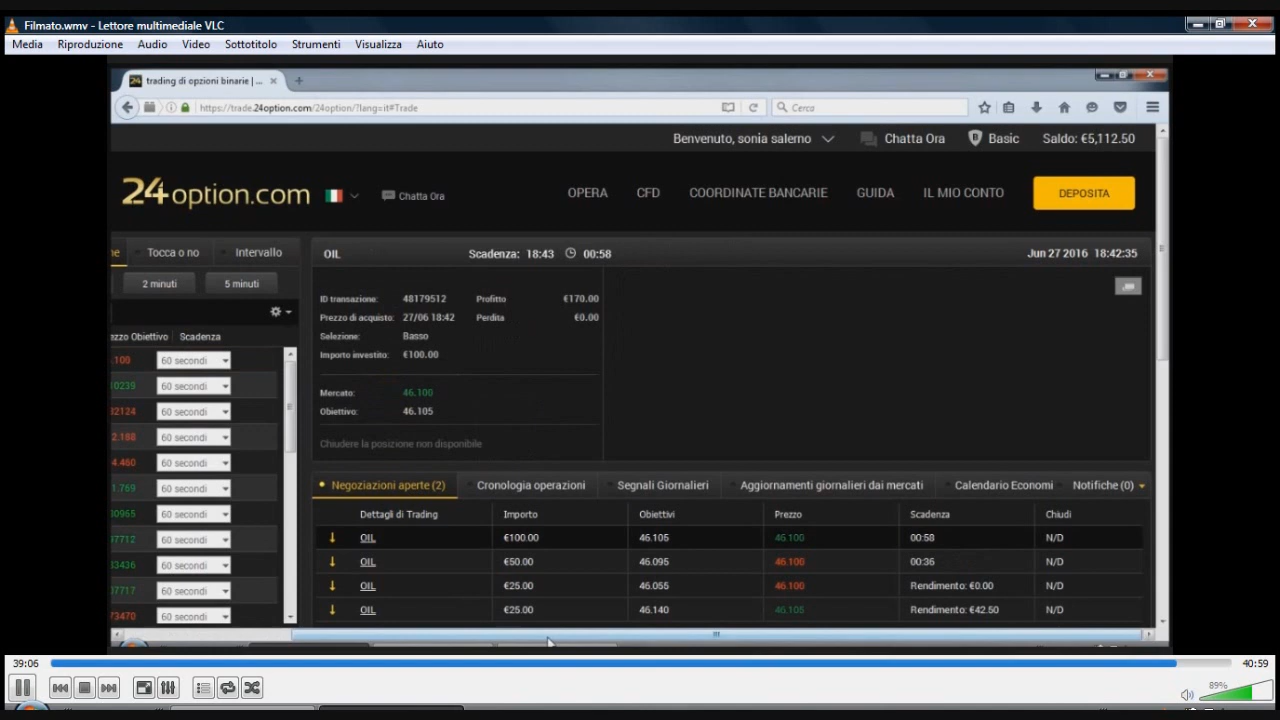 Filmato.wmv - Lettore multimediale VLC
Media Riproduzione Audio Video Sottotitolo Strumenti Visualizza Aiuto
24 trading di opzioni binarie | ...
https://trade.24option.com/24option/?lang=it#Trade Cerca
Benvenuto, sonia salerno Chatta Ora B Basic Saldo: €5,112.50
24option.com Chatta Ora OPERA CFD COORDINATE BANCARIE GUIDA IL MIO CONTO DEPOSITA
ne Tocca o no Intervallo OIL Scadenza: 18:43 00:58 Jun 27 2016 18:42:35
2 minuti 5 minuti
ID transazione: 48179512 Profitto €170.00
Prezzo di acquisto: 27/06 18:42 Perdita €0.00
Selezione: Basso
Importo investito: €100.00
Mercato: 46.100
Obiettivo: 46.105
Chiudere la posizione non disponibile
ezzo Obiettivo Scadenza
.100 60 secondi
60 secondi
60 secondi
60 secondi
60 secondi
60 secondi
60 secondi
60 secondi
60 secondi
60 secondi
60 secondi
Negoziazioni aperte (2) Cronologia operazioni Segnali Giornalieri Aggiornamenti giornalieri dai mercati Calendario Economi Notifiche (0)
Dettagli di Trading Importo Obiettivi Prezzo Scadenza Chiudi
OIL €100.00 46.105 46.100 00:58 N/D
OIL €50.00 46.095 46.100 00:36 N/D
OIL €25.00 46.055 46.100 Rendimento: €0.00 N/D
OIL €25.00 46.140 46.105 Rendimento: €42.50 N/D
39:06 40:59
89%